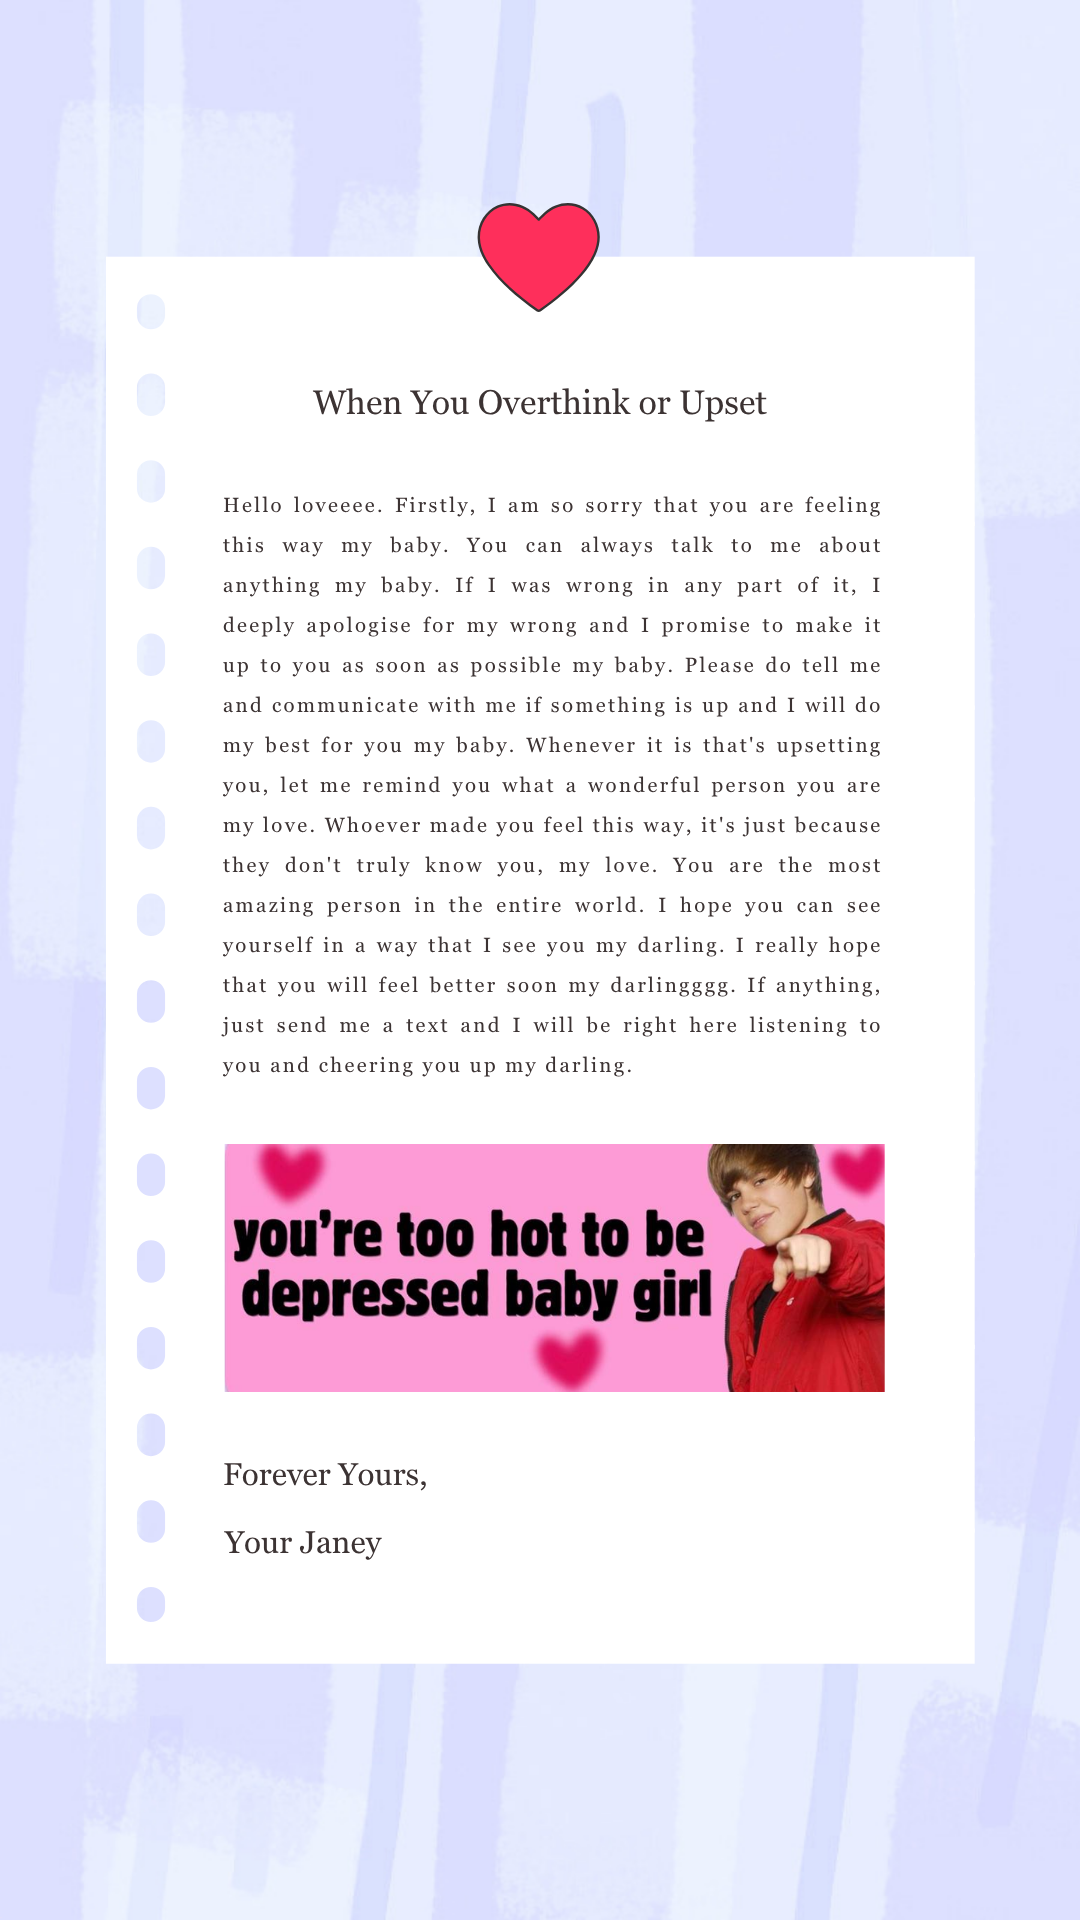 When You Overthink or Upset
Hello loveeee. Firstly, I am so sorry that you are feeling
this way my baby. You can always talk to me about
anything my baby. If I was wrong in any part of it, I
deeply apologise for my wrong and I promise to make it
up to you as soon as possible my baby. Please do tell me
and communicate with me if something is up and I will do
my best for you my baby. Whenever it is that's upsetting
you, let me remind you what a wonderful person you are
my love. Whoever made you feel this way, it's just because
they don't truly know you, my love. You are the most
amazing person in the entire world. I hope you can see
yourself in a way that I see you my darling. I really hope
that you will feel better soon my darlingggg. If anything,
just send me a text and I will be right here listening to
you and cheering you up my darling.
you're too hot to be
depressed baby girl
Forever Yours,
Your Janey